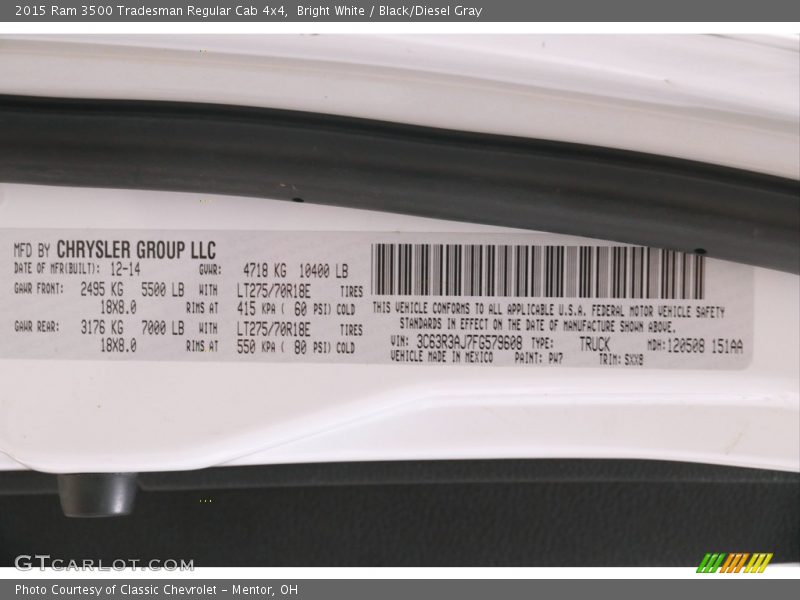 2015 Ram 3500 Tradesman Regular Cab 4x4, Bright White / Black/Diesel Gray
MFD BY CHRYSLER GROUP LLC
DATE OF MFR(BUILT): 12-14 GVWR: 4718 KG 10400 LB
GAWR FRONT: 2495 KG 5500 LB WITH LT275/70R18E TIRES
18X8.0 RIMS AT 415 KPA ( 60 PSI) COLD
GAWR REAR: 3176 KG 7000 LB WITH LT275/70R18E TIRES
18X8.0 RIMS AT 550 KPA ( 80 PSI) COLD
THIS VEHICLE CONFORMS TO ALL APPLICABLE U.S.A. FEDERAL MOTOR VEHICLE SAFETY
STANDARDS IN EFFECT ON THE DATE OF MANUFACTURE SHOWN ABOVE.
VIN: 3C63R3AJ7FG579608 TYPE: TRUCK MDH: 120508 151AA
VEHICLE MADE IN MEXICO PAINT: PW7 TRIM: SXX8
GTCARLOT.COM
Photo Courtesy of Classic Chevrolet - Mentor, OH